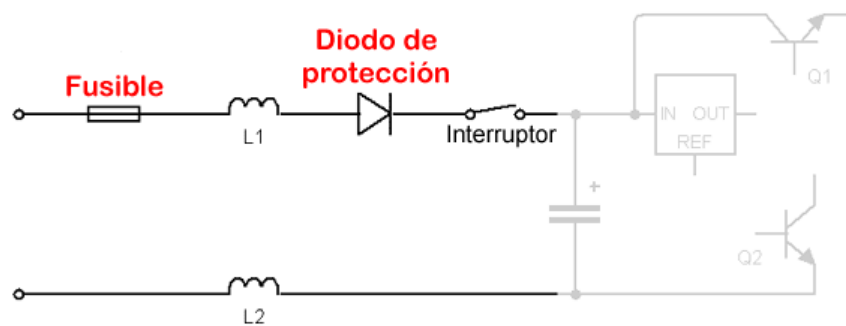 Diodo de
protección
Fusible
L1
Interruptor
IN OUT
REF
Q1
+
Q2
L2